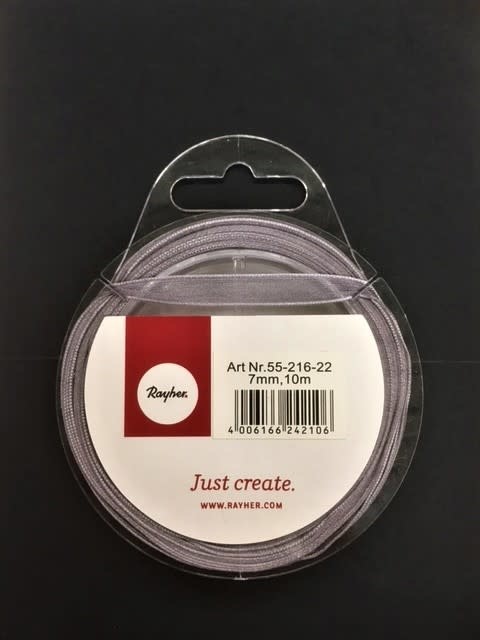 Rayher.
Art Nr.55-216-22
7mm,10m
4 006166 242106
Just create.
WWW.RAYHER.COM